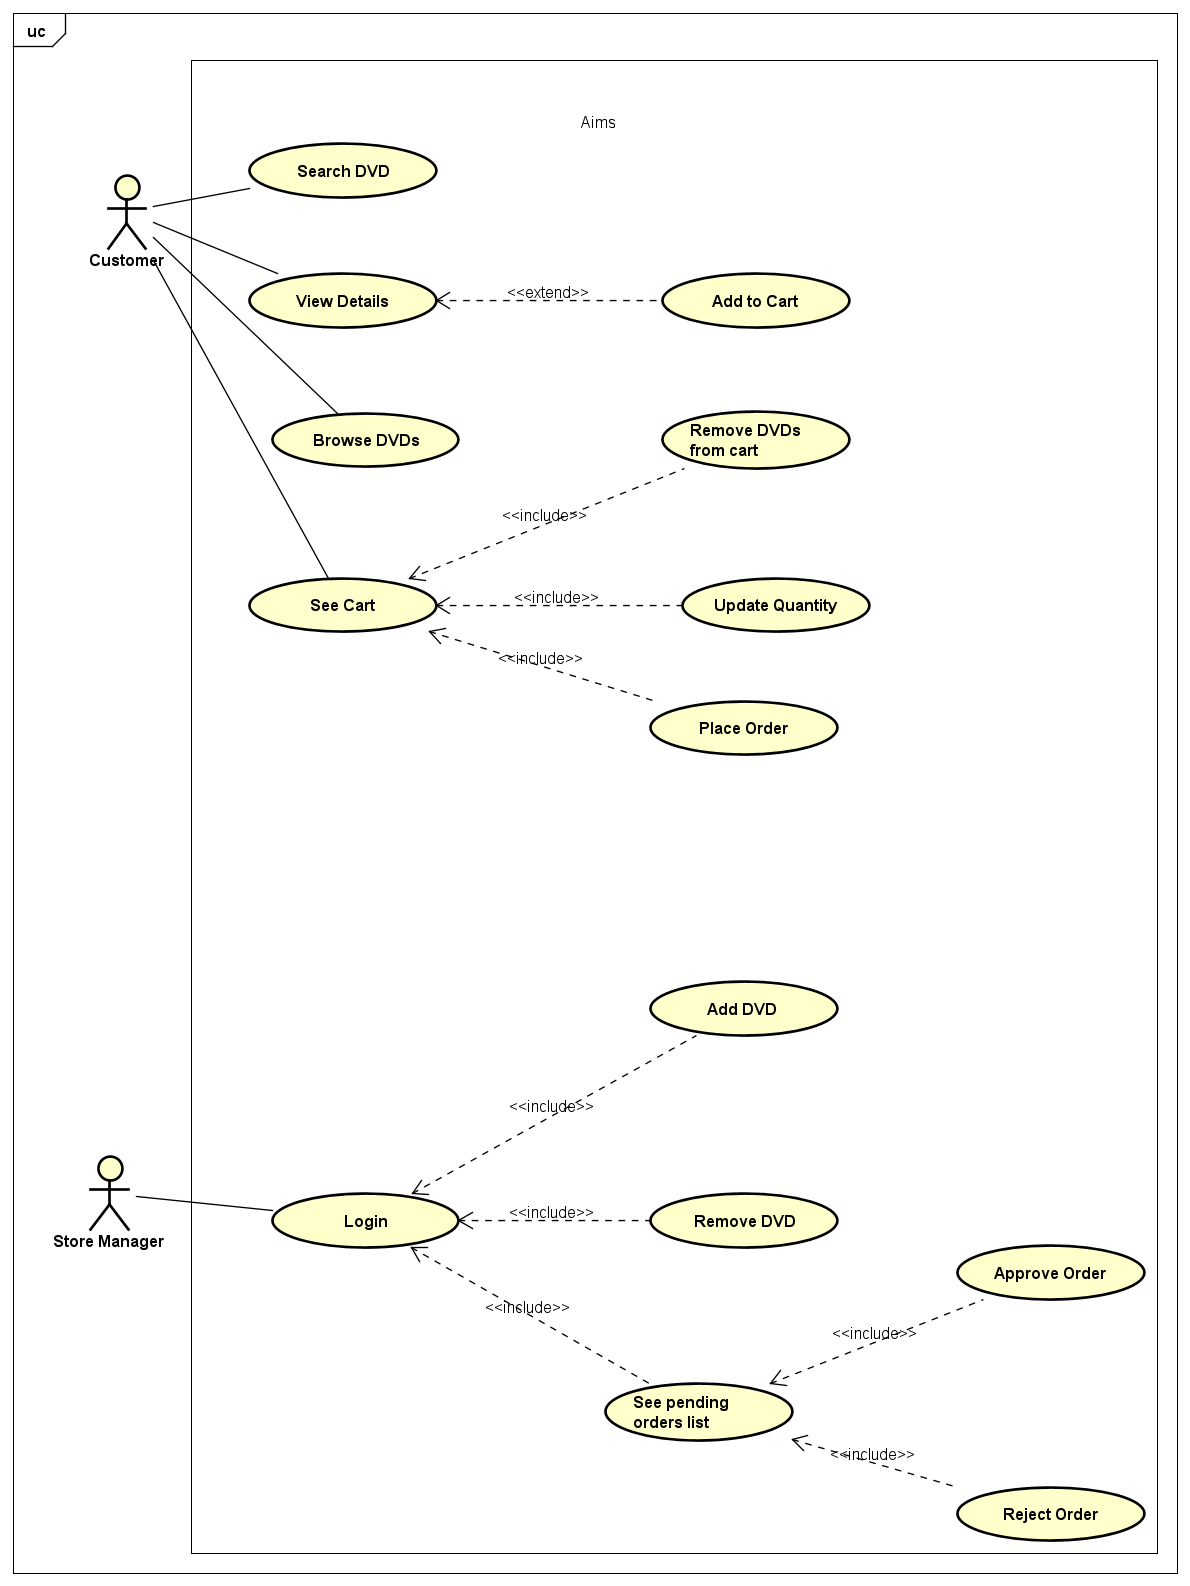 uc
Aims
Search DVD
Customer
View Details
<<extend>>
Add to Cart
Browse DVDs
Remove DVDs
from cart
<<include>>
See Cart
<<include>>
Update Quantity
<<include>>
Place Order
Add DVD
<<include>>
Store Manager
Login
<<include>>
Remove DVD
<<include>>
Approve Order
<<include>>
See pending
orders list
<<include>>
Reject Order